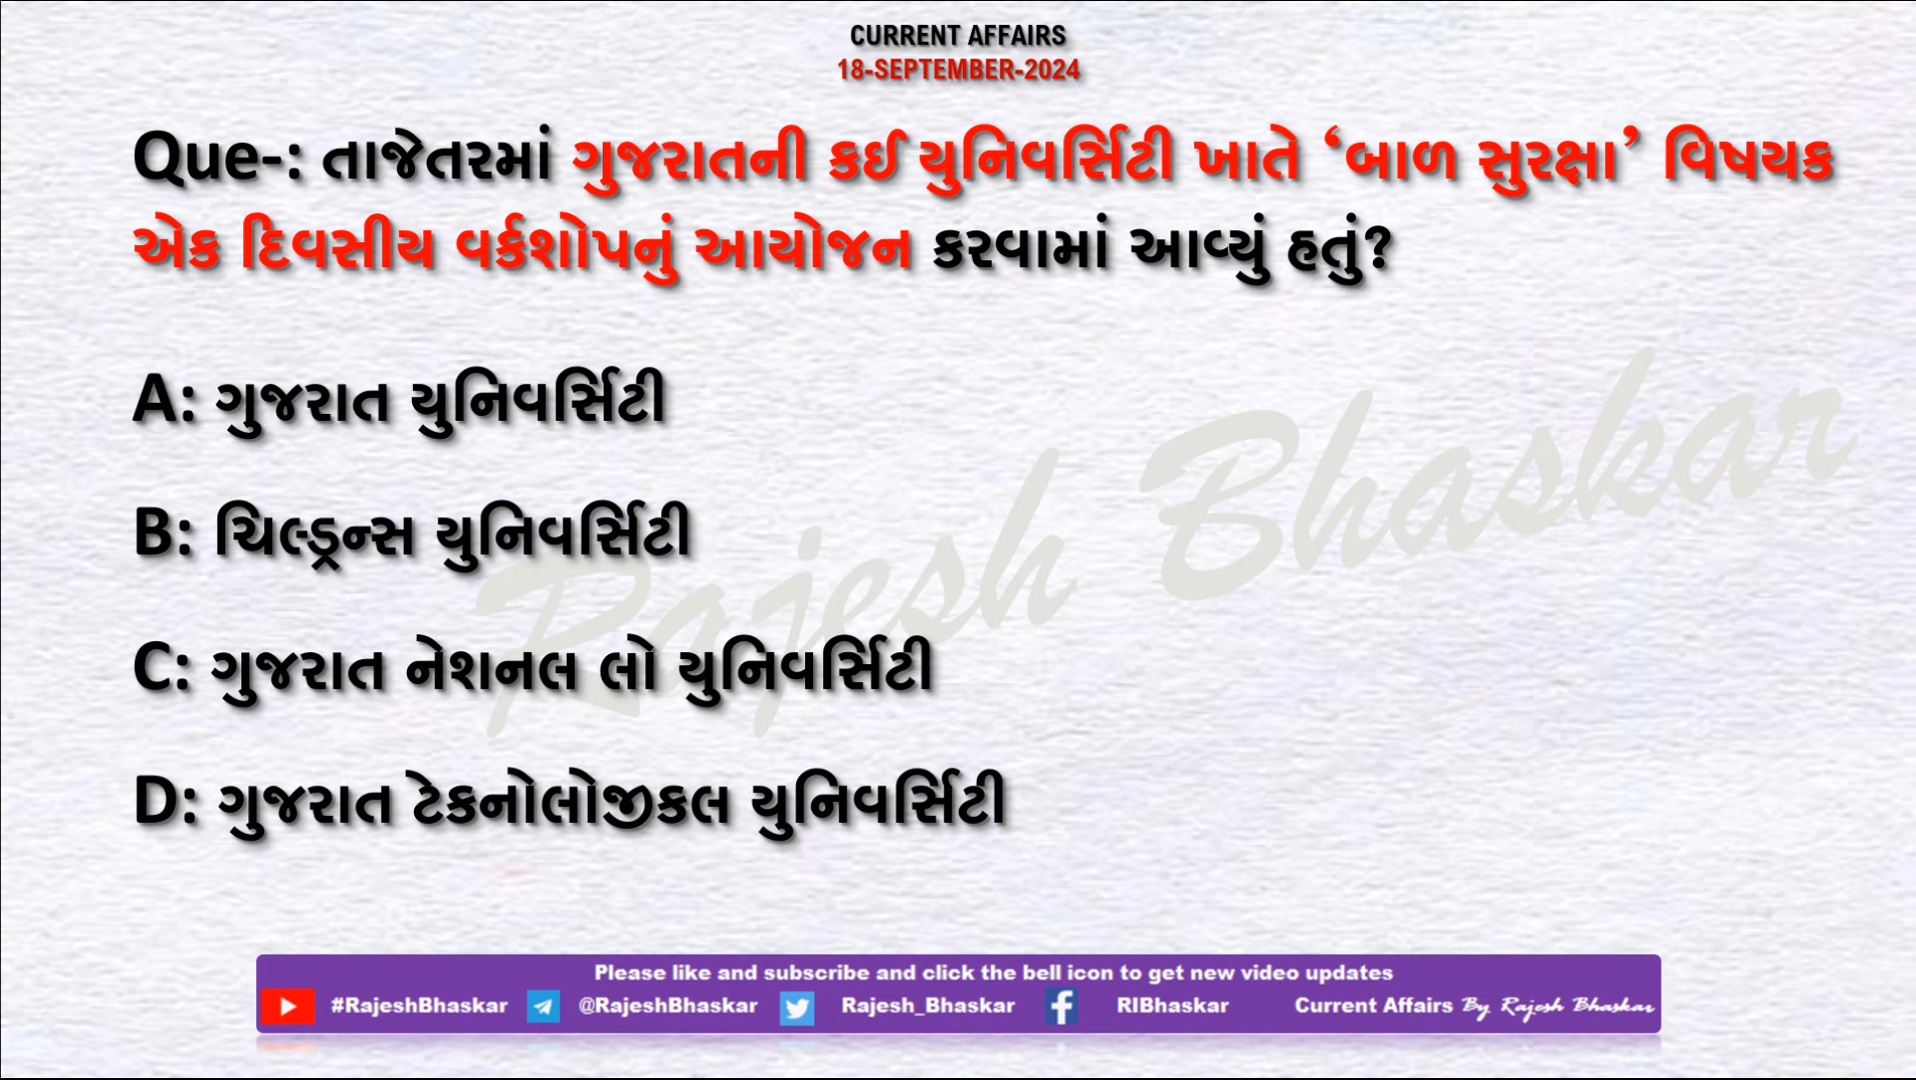 CURRENT AFFAIRS
18-SEPTEMBER-2024
Que-: તાજેતરમાં ગુજરાતની કઈ યુનિવર્સિટી ખાતે ‘બાળ સુરક્ષા’ વિષયક
એક દિવસીય વર્કશોપનું આયોજન કરવામાં આવ્યું હતું?
A: ગુજરાત યુનિવર્સિટી
B: ચિલ્ડ્રન્સ યુનિવર્સિટી
C: ગુજરાત નેશનલ લો યુનિવર્સિટી
D: ગુજરાત ટેકનોલોજીકલ યુનિવર્સિટી
Rajesh Bhaskar
Please like and subscribe and click the bell icon to get new video updates
#RajeshBhaskar @RajeshBhaskar Rajesh_Bhaskar RIBhaskar Current Affairs By Rajesh Bhaskar